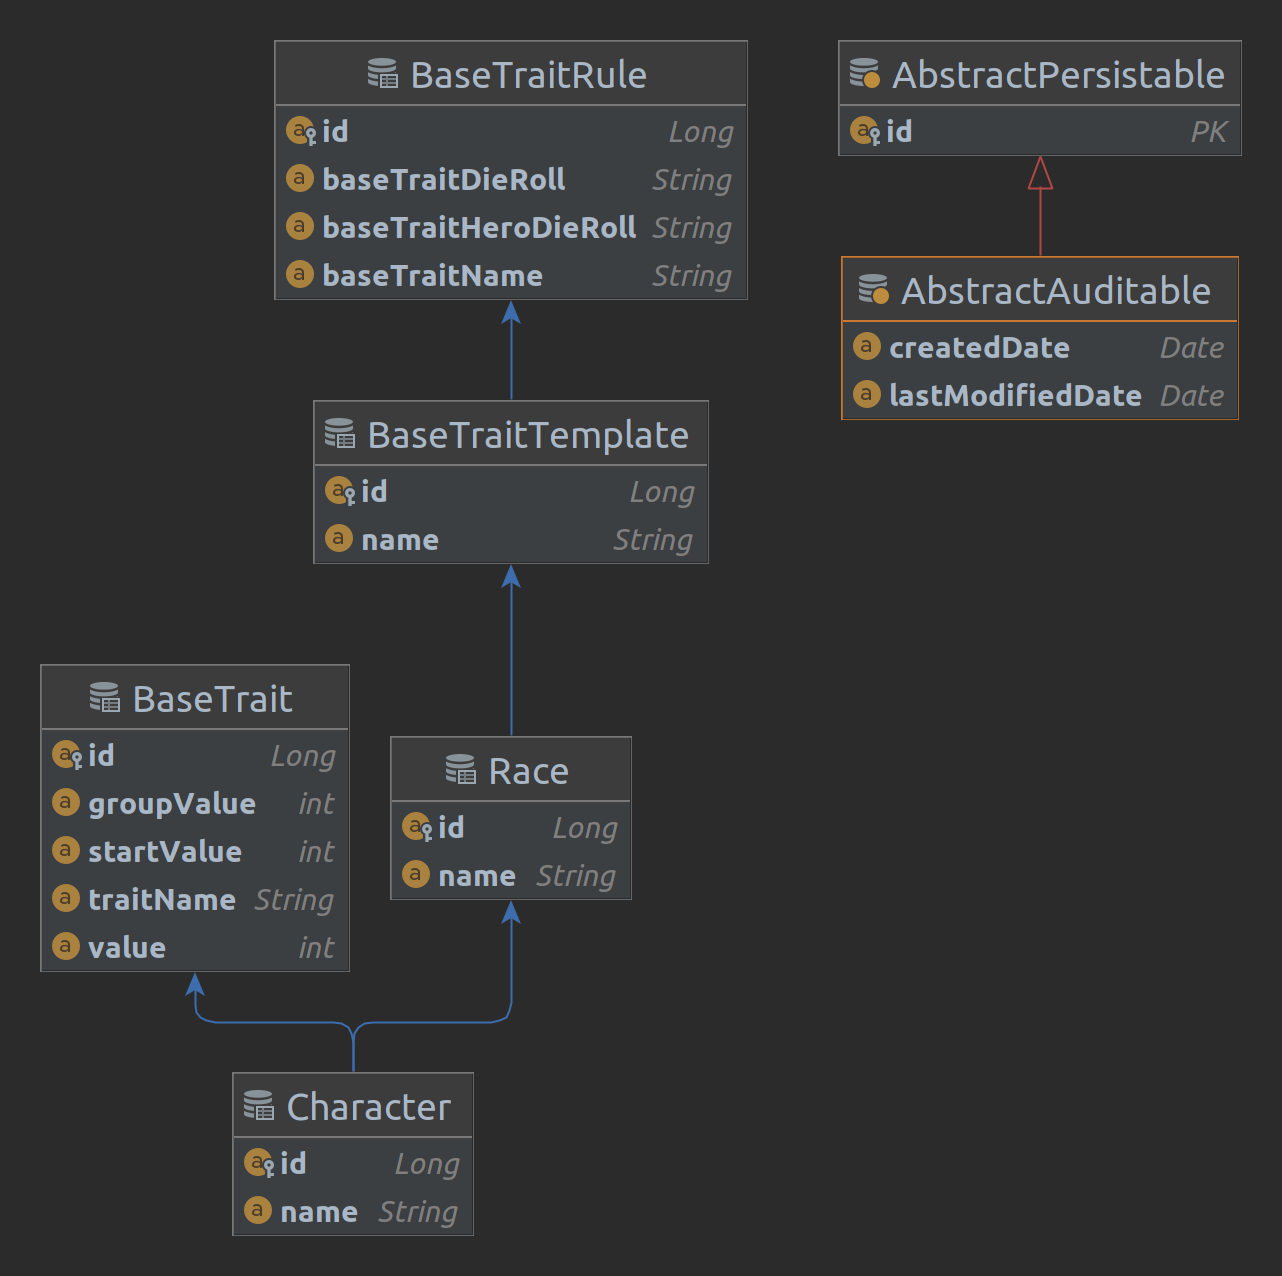 BaseTraitRule
id Long
baseTraitDieRoll String
baseTraitHeroDieRoll String
baseTraitName String
AbstractPersistable
id PK
AbstractAuditable
createdDate Date
lastModifiedDate Date
BaseTraitTemplate
id Long
name String
BaseTrait
id Long
groupValue int
startValue int
traitName String
value int
Race
id Long
name String
Character
id Long
name String